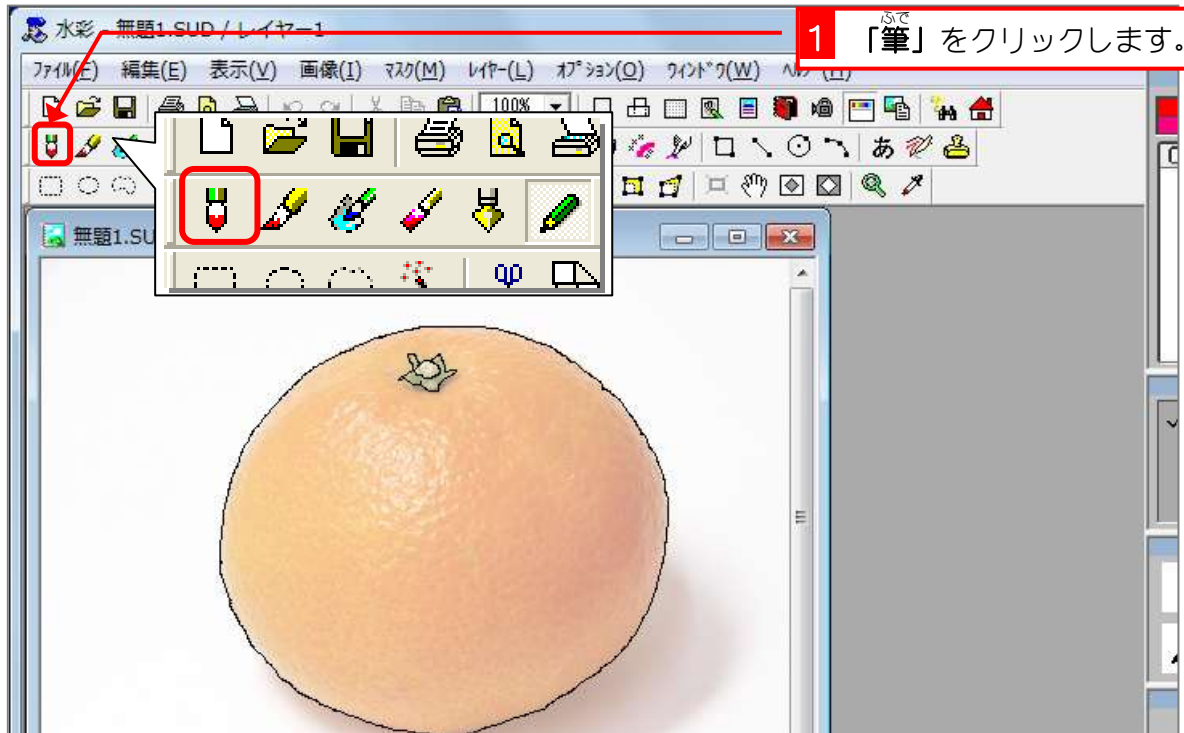 水彩 - 無題1.SUD / レイヤー1
1
ふで
「筆」をクリックします。
ファイル(F) 編集(E) 表示(V) 画像(I) マスク(M) レイヤー(L) オプション(O) ウィンドウ(W)
100%
あ
無題1.SU